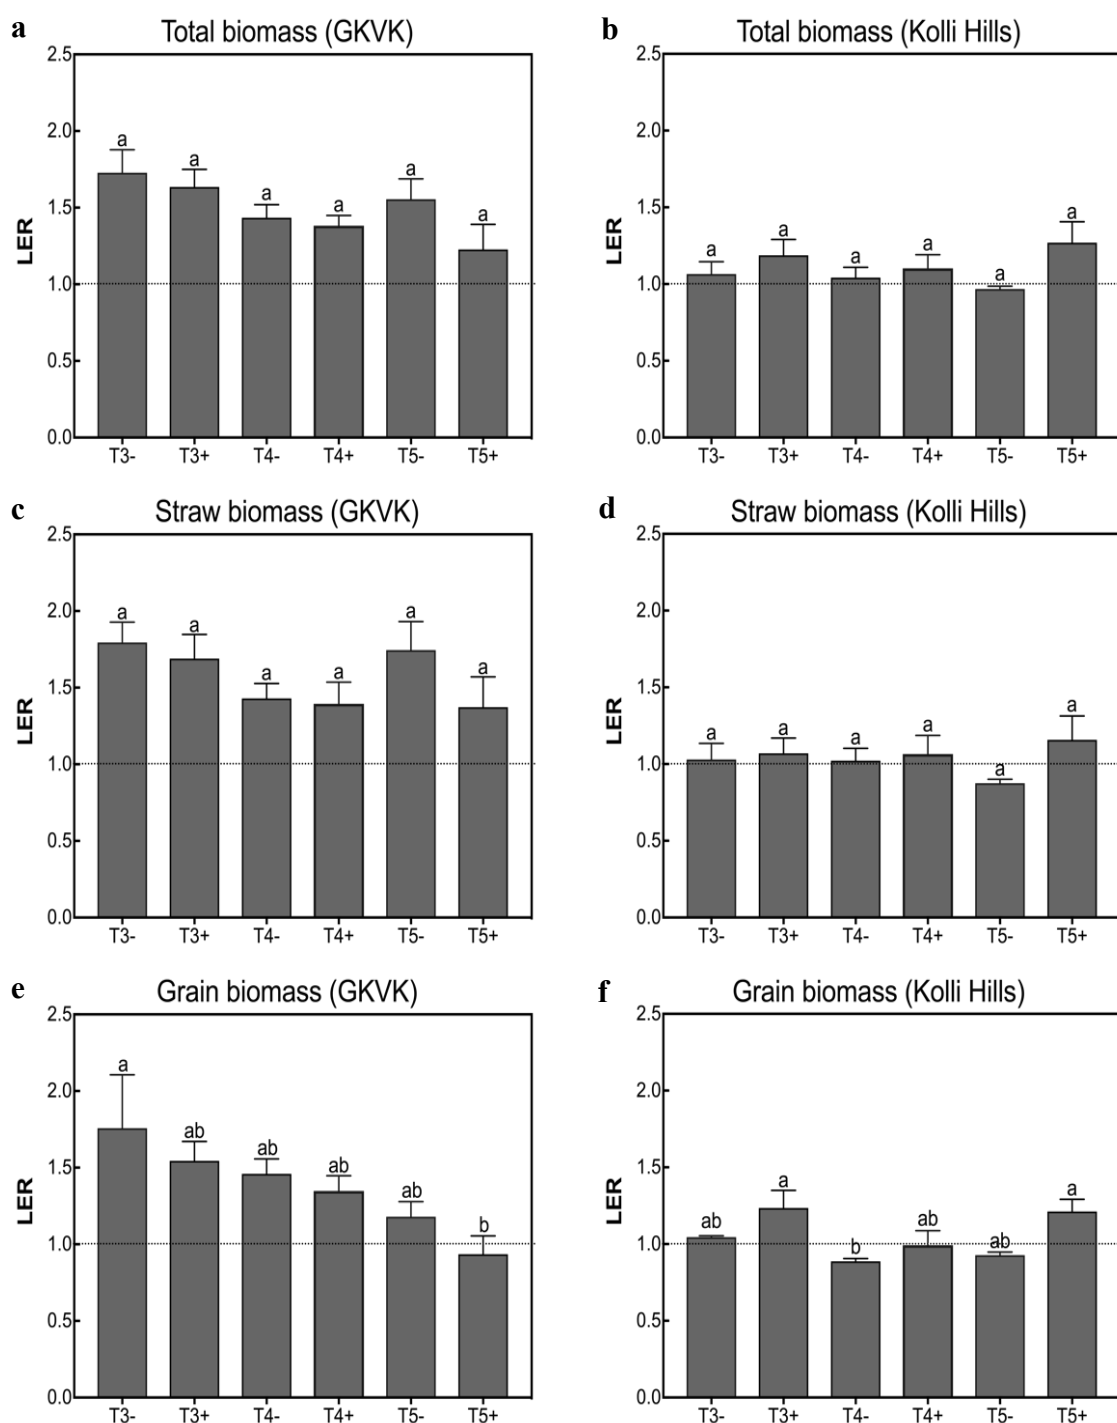 a
Total biomass (GKVK)
2.5
2.0
1.5
1.0
0.5
0.0
LER
a a a a a a
T3- T3+ T4- T4+ T5- T5+
b
Total biomass (Kolli Hills)
2.5
2.0
1.5
1.0
0.5
0.0
LER
a a a a a a
T3- T3+ T4- T4+ T5- T5+
c
Straw biomass (GKVK)
2.5
2.0
1.5
1.0
0.5
0.0
LER
a a a a a a
T3- T3+ T4- T4+ T5- T5+
d
Straw biomass (Kolli Hills)
2.5
2.0
1.5
1.0
0.5
0.0
LER
a a a a a a
T3- T3+ T4- T4+ T5- T5+
e
Grain biomass (GKVK)
2.5
2.0
1.5
1.0
0.5
0.0
LER
a ab ab ab ab b
T3- T3+ T4- T4+ T5- T5+
f
Grain biomass (Kolli Hills)
2.5
2.0
1.5
1.0
0.5
0.0
LER
ab a b ab ab a
T3- T3+ T4- T4+ T5- T5+